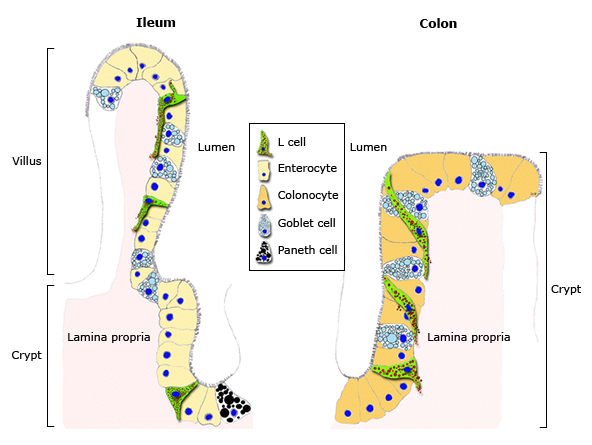 Ileum
Colon
Villus
Lumen
Lumen
L cell
Enterocyte
Colonocyte
Goblet cell
Paneth cell
Crypt
Lamina propria
Crypt
Lamina propria